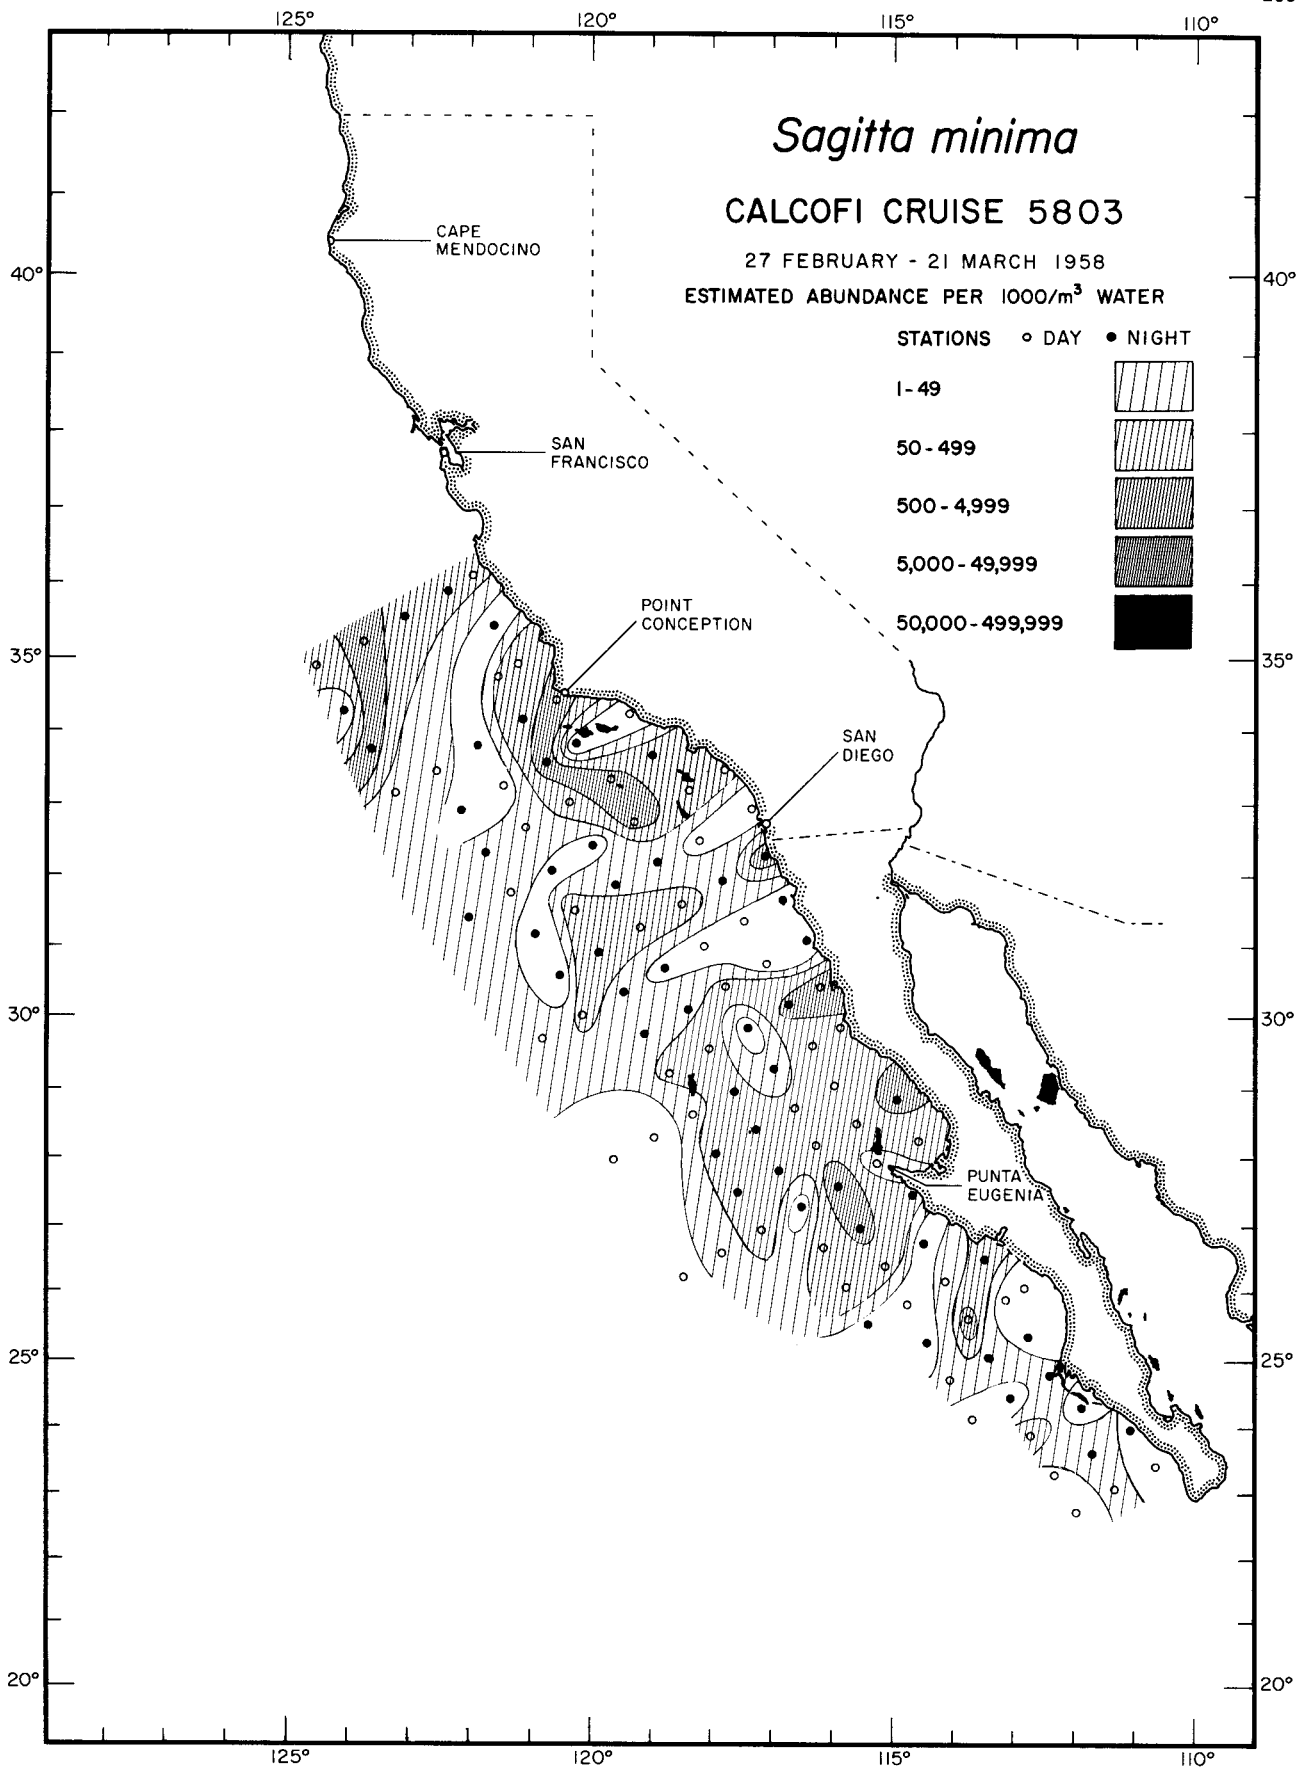 125° 120° 115° 110°
Sagitta minima
CALCOFI CRUISE 5803
27 FEBRUARY - 21 MARCH 1958
ESTIMATED ABUNDANCE PER 1000/m³ WATER
STATIONS ○ DAY ● NIGHT
1-49
50-499
500-4,999
5,000-49,999
50,000-499,999
CAPE
MENDOCINO
40° 40°
SAN
FRANCISCO
POINT
CONCEPTION
35° 35°
SAN
DIEGO
30° 30°
PUNTA
EUGENIA
25° 25°
20° 20°
125° 120° 115° 110°